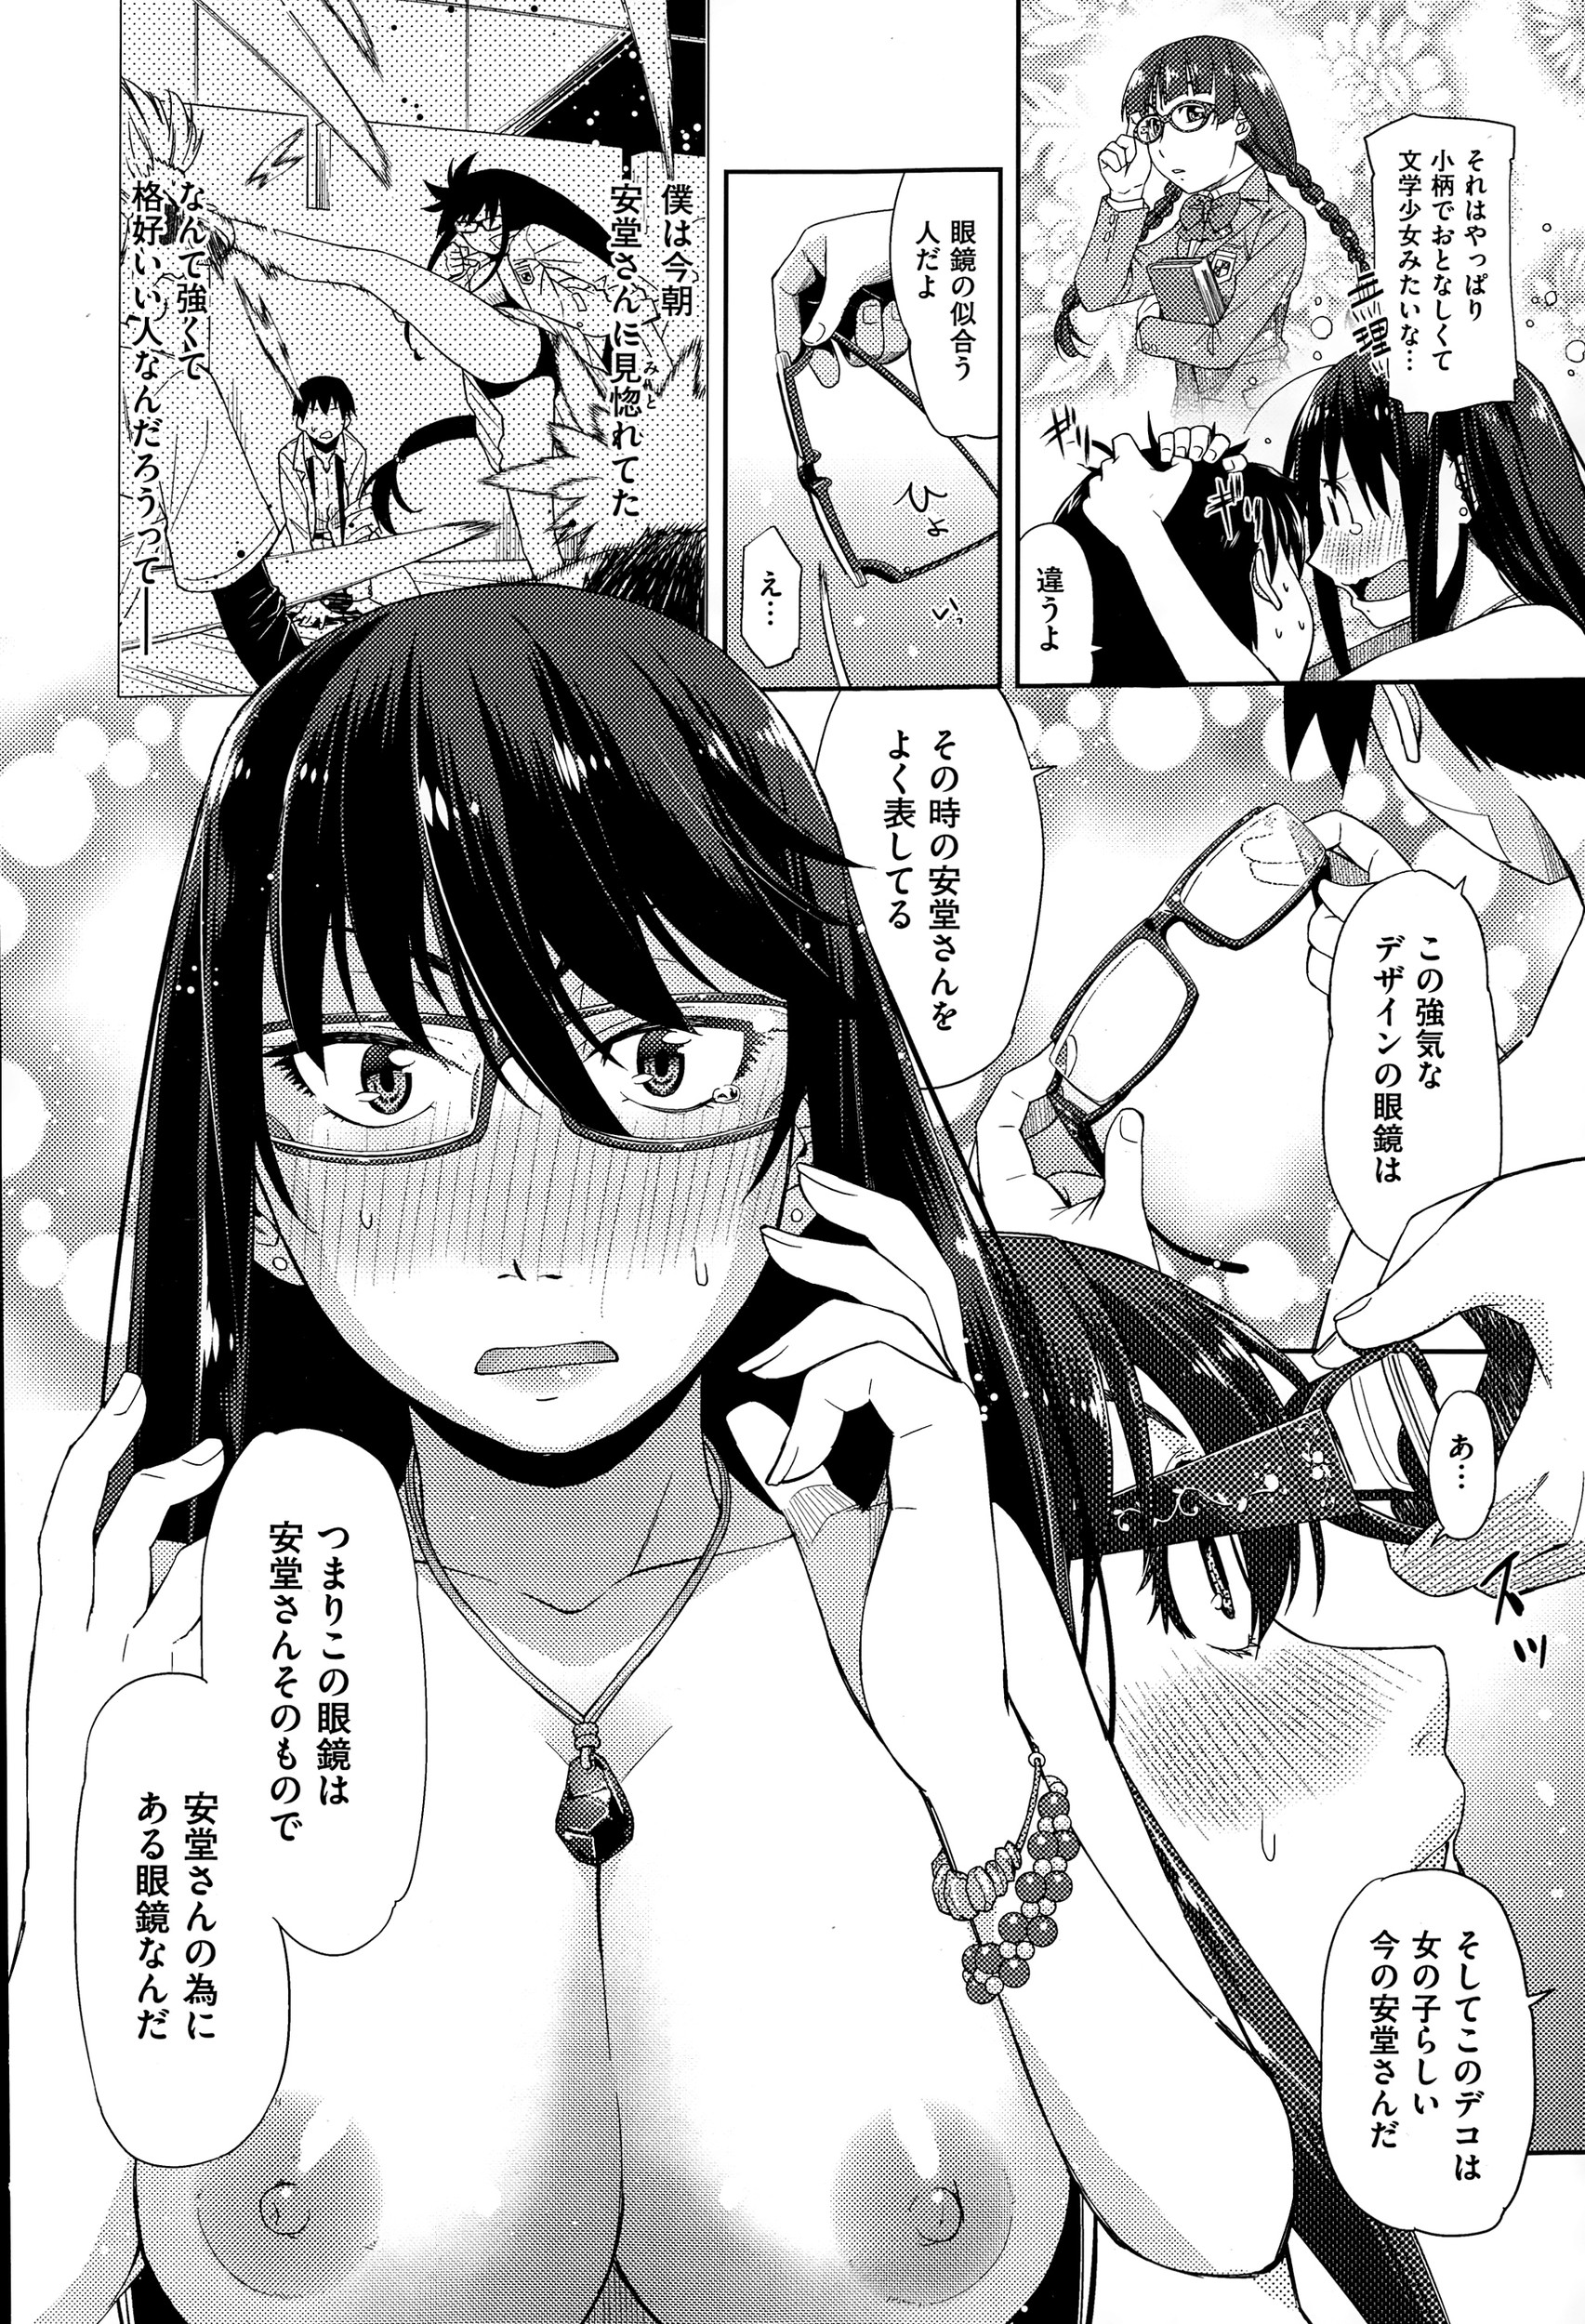 それはやっぱり
小柄でおとなしくて
文学少女みたいな…
ギリ
ギリ
違うよ
眼鏡の似合う
人だよ
ひょ
いっ
え…
僕は今朝
安堂さんに見惚れてた
みと
なんて強くて
格好いい人なんだろうって――
この強気な
デザインの眼鏡は
その時の安堂さんを
よく表してる
あ…
スッ
そしてこのデコは
女の子らしい
今の安堂さんだ
つまりこの眼鏡は
安堂さんそのもので
安堂さんの為に
ある眼鏡なんだ